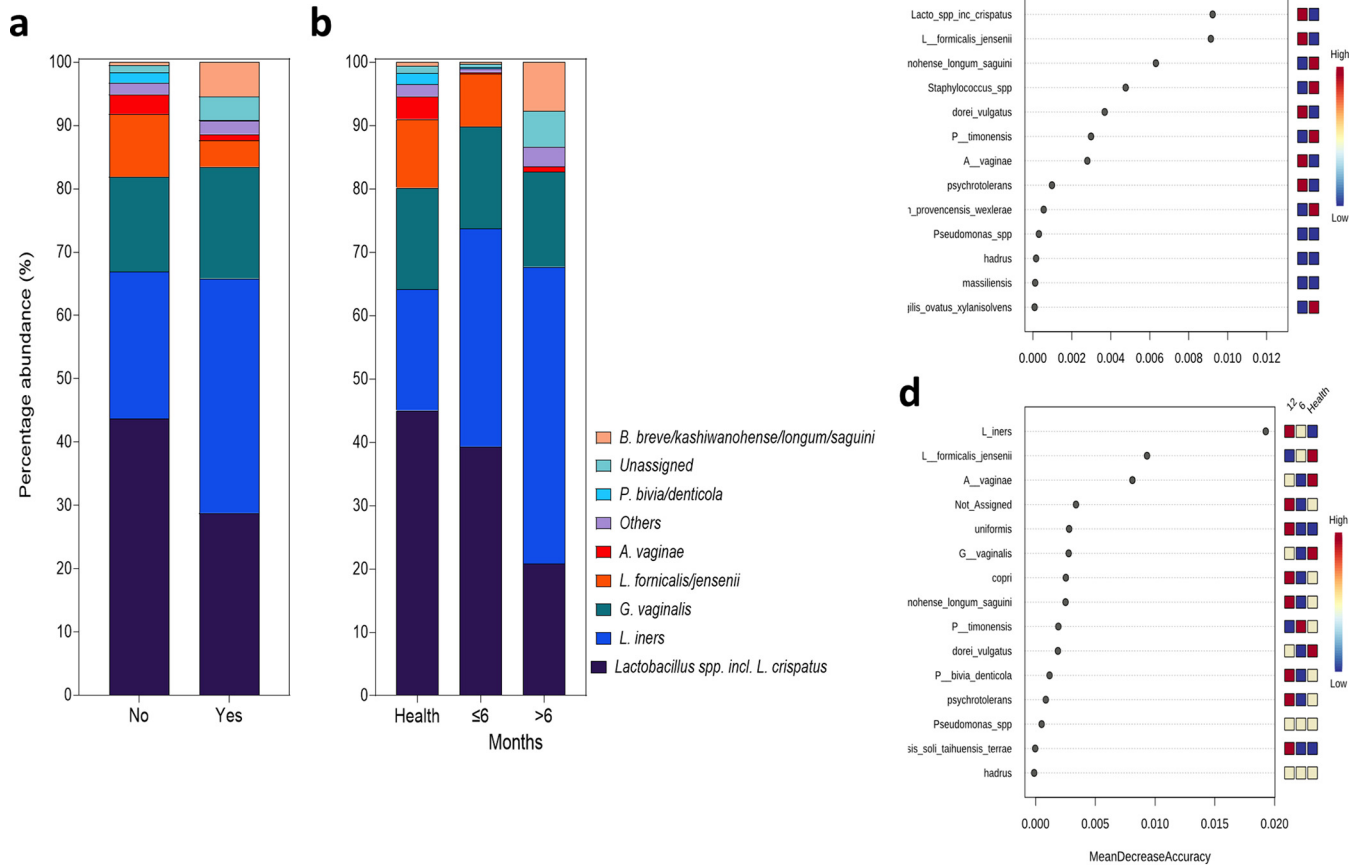 a
100
90
80
70
60
50
40
30
20
10
0
Percentage abundance (%)
No
Yes
b
100
90
80
70
60
50
40
30
20
10
0
Health
≤6
>6
Months
B. breve/kashiwanohense/longum/saguini
Unassigned
P. bivia/denticola
Others
A. vaginae
L. fornicalis/jensenii
G. vaginalis
L. iners
Lactobacillus spp. incl. L. crispatus
Lacto_spp_inc_crispatus
L__formicalis_jensenii
nohense_longum_saguini
Staphylococcus_spp
dorei_vulgatus
P__timonensis
A__vaginae
psychrotolerans
_provencensis_wexlerae
Pseudomonas_spp
hadrus
massiliensis
gilis_ovatus_xylanisolvens
0.000
0.002
0.004
0.006
0.008
0.010
0.012
High
Low
d
12
6
Health
L_iners
L__formicalis_jensenii
A__vaginae
Not_Assigned
uniformis
G__vaginalis
copri
nohense_longum_saguini
P__timonensis
dorei_vulgatus
P__bivia_denticola
psychrotolerans
Pseudomonas_spp
sis_soli_taihuensis_terrae
hadrus
0.000
0.005
0.010
0.015
0.020
MeanDecreaseAccuracy
High
Low